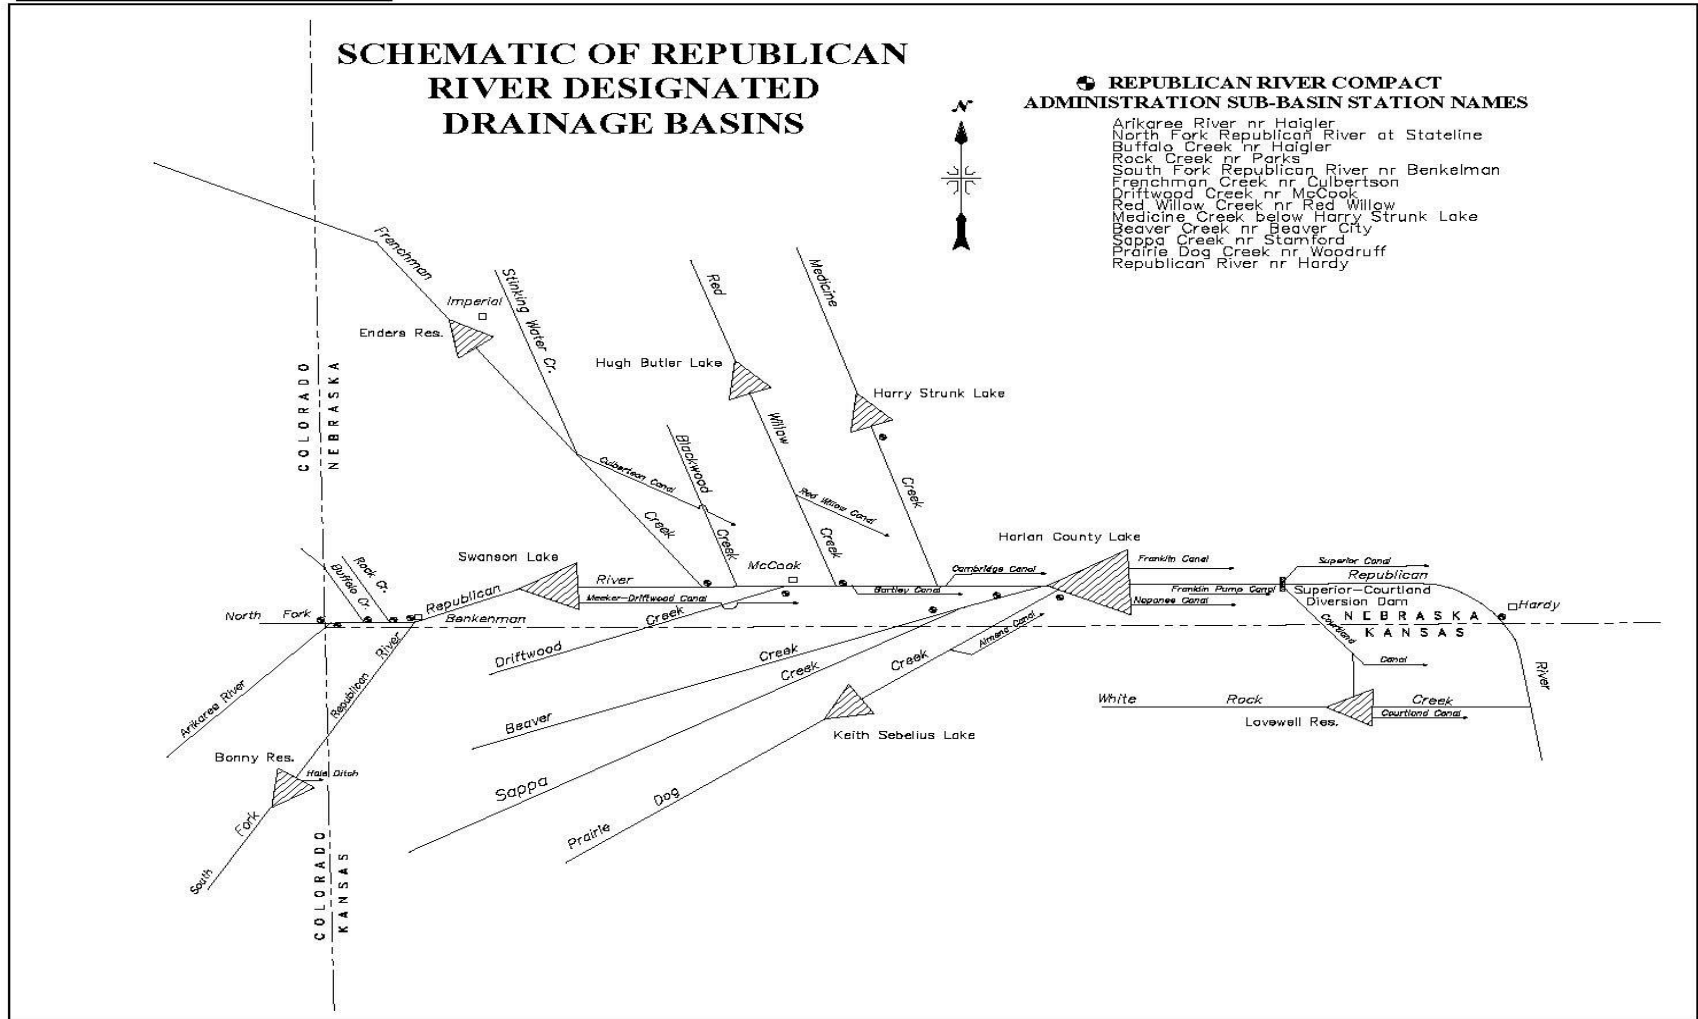 SCHEMATIC OF REPUBLICAN
RIVER DESIGNATED
DRAINAGE BASINS
REPUBLICAN RIVER COMPACT
ADMINISTRATION SUB-BASIN STATION NAMES
N
Arikaree River nr Haigler
North Fork Republican River at Stateline
Buffalo Creek nr Haigler
Rock Creek nr Parks
South Fork Republican River nr Benkelman
Frenchman Creek nr Culbertson
Driftwood Creek nr McCook
Red Willow Creek nr Red Willow
Medicine Creek below Harry Strunk Lake
Beaver Creek nr Beaver City
Sappa Creek nr Stamford
Prairie Dog Creek nr Woodruff
Republican River nr Hardy
Frenchman
Imperial
Enders Res.
Stinking Water Cr.
Red
Medicine
Hugh Butler Lake
Harry Strunk Lake
COLORADO
NEBRASKA
Willow
Blackwood
Culbertson Canal
Red Willow Canal
Creek
Creek
Creek
Creek
Swanson Lake
McCook
Harlan County Lake
Rock Cr.
Buffalo Cr.
River
Cambridge Canal
Franklin Canal
Superior Canal
Republican
Meeker-Driftwood Canal
Bartley Canal
Franklin Pump Canal
Republican
Superior-Courtland
Diversion Dam
Naponee Canal
Hardy
North Fork
Benkenman
Creek
Almena Canal
NEBRASKA
KANSAS
Courtland
Canal
River
Driftwood
Creek
Creek
Creek
River
Republican
Arikaree River
White Rock Creek
Courtland Canal
Lovewell Res.
Beaver
Keith Sebelius Lake
Bonny Res.
Hale Ditch
Sappa
Dog
Prairie
Fork
South
COLORADO
KANSAS